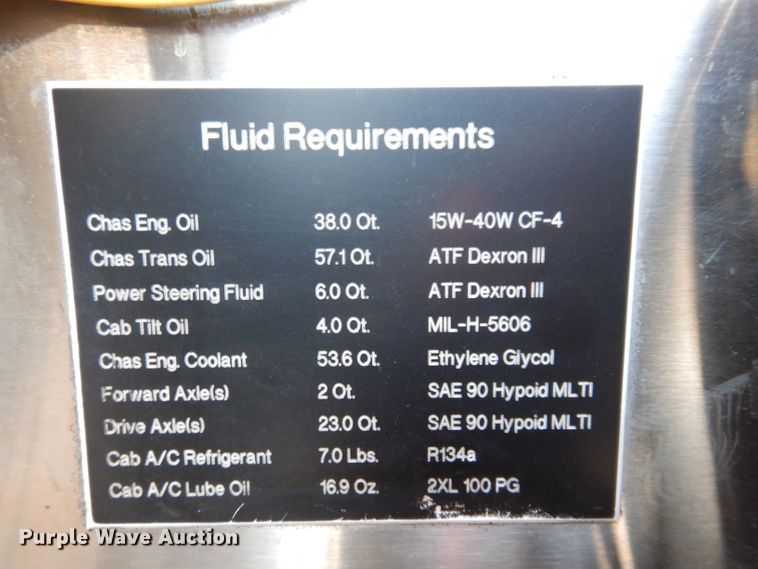 Fluid Requirements
Chas Eng. Oil 38.0 Ot. 15W-40W CF-4
Chas Trans Oil 57.1 Ot. ATF Dexron III
Power Steering Fluid 6.0 Ot. ATF Dexron III
Cab Tilt Oil 4.0 Ot. MIL-H-5606
Chas Eng. Coolant 53.6 Ot. Ethylene Glycol
Forward Axle(s) 2 Ot. SAE 90 Hypoid MLTI
Drive Axle(s) 23.0 Ot. SAE 90 Hypoid MLTI
Cab A/C Refrigerant 7.0 Lbs. R134a
Cab A/C Lube Oil 16.9 Oz. 2XL 100 PG
Purple Wave Auction